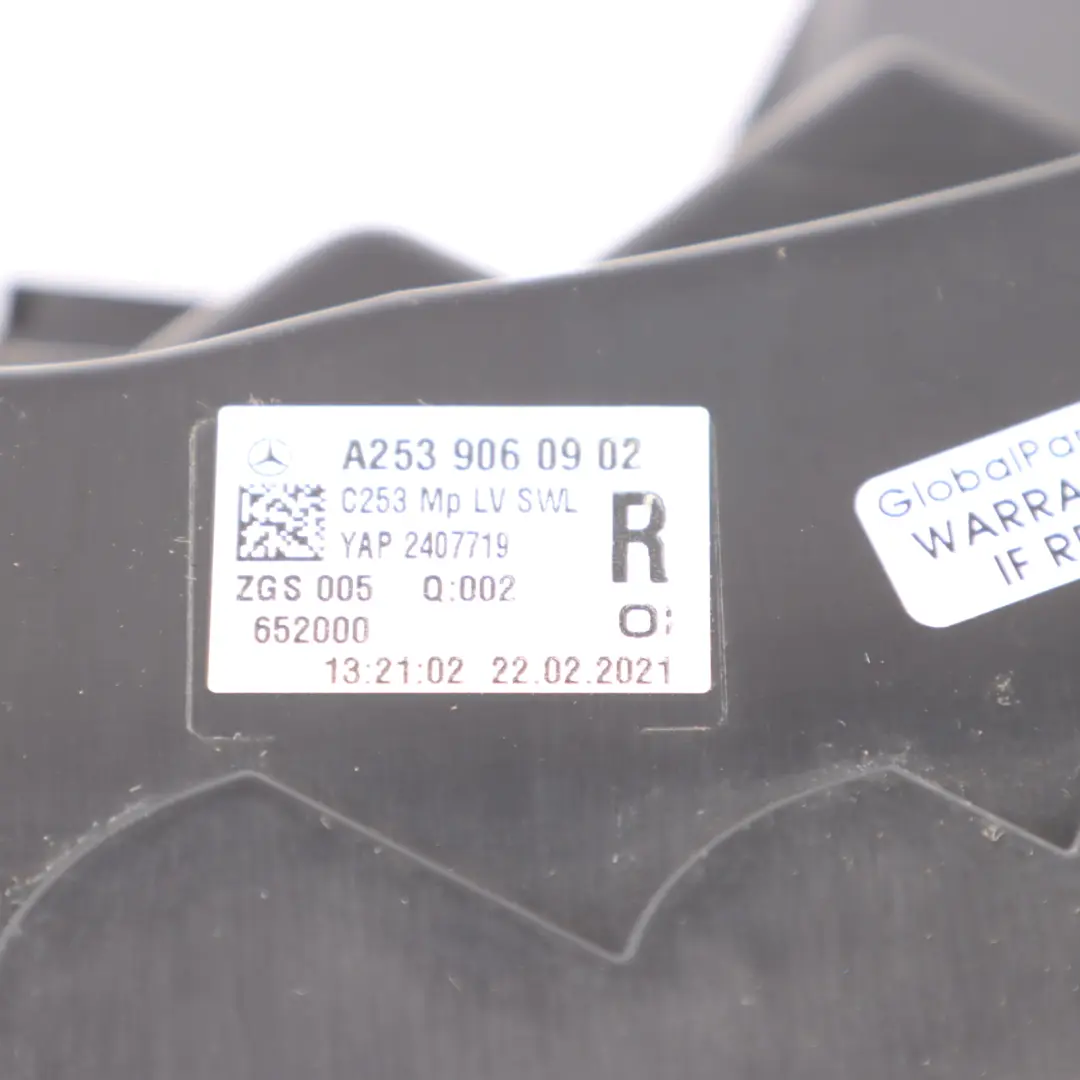 A253 906 09 02
C253 Mp LV SWL
YAP 2407719
R
ZGS 005 Q:002
652000
13:21:02 22.02.2021
GlobalPar
WARRA
IF RE